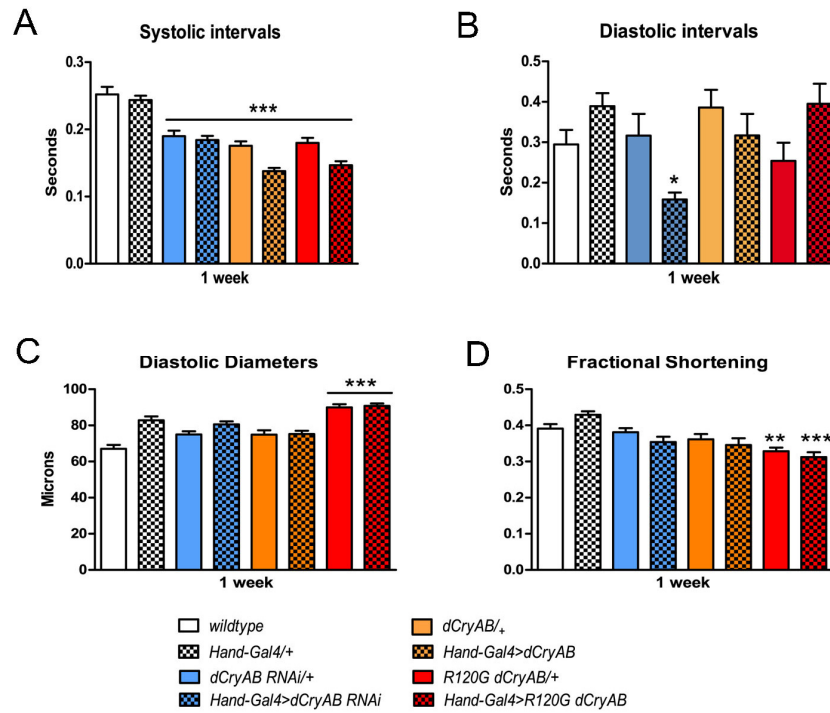 A
Systolic intervals
0.3
0.2
0.1
0.0
Seconds
***
1 week
B
Diastolic intervals
0.5
0.4
0.3
0.2
0.1
0.0
Seconds
*
1 week
C
Diastolic Diameters
100
80
60
40
20
0
Microns
***
1 week
D
Fractional Shortening
0.5
0.4
0.3
0.4
0.1
0.0
** ***
1 week
wildtype
Hand-Gal4/+
dCryAB RNAi/+
Hand-Gal4>dCryAB RNAi
dCryAB/+
Hand-Gal4>dCryAB
R120G dCryAB/+
Hand-Gal4>R120G dCryAB